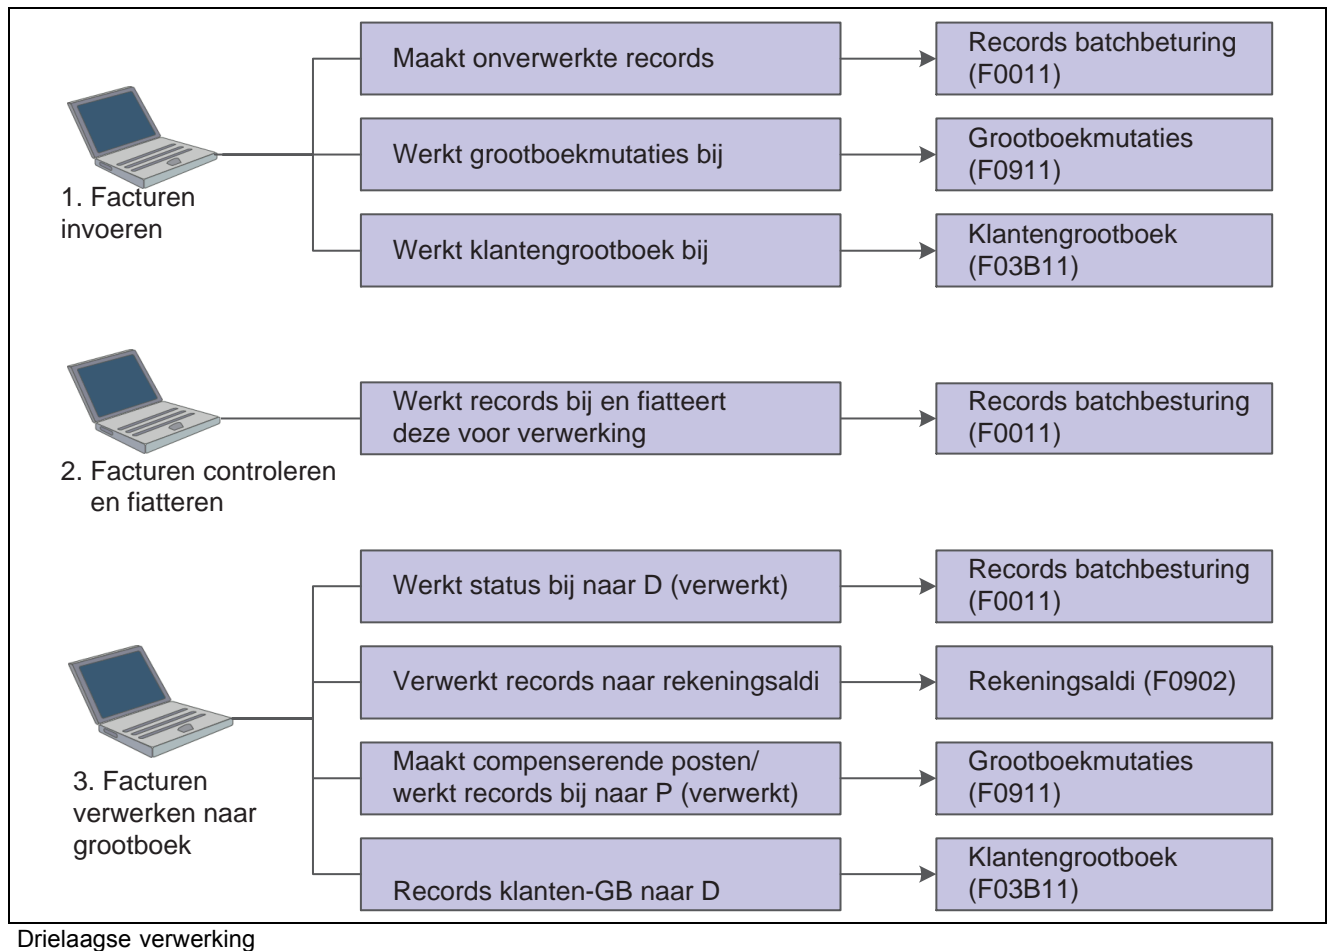 Maakt onverwerkte records
Records batchbeturing
(F0011)
Werkt grootboekmutaties bij
Grootboekmutaties
(F0911)
1. Facturen
invoeren
Werkt klantengrootboek bij
Klantengrootboek
(F03B11)
Werkt records bij en fiatteert
deze voor verwerking
Records batchbesturing
(F0011)
2. Facturen controleren
en fiatteren
Werkt status bij naar D (verwerkt)
Records batchbesturing
(F0011)
Verwerkt records naar rekeningsaldi
Rekeningsaldi (F0902)
Maakt compenserende posten/
werkt records bij naar P (verwerkt)
Grootboekmutaties
(F0911)
3. Facturen
verwerken naar
grootboek
Records klanten-GB naar D
Klantengrootboek
(F03B11)
Drielaagse verwerking